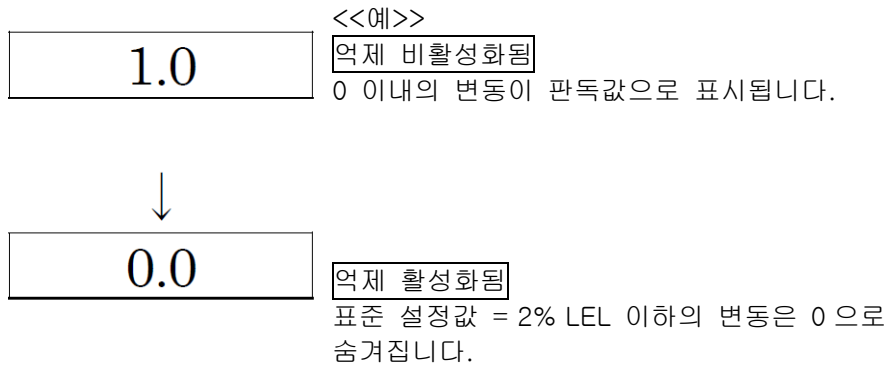 <<예>>
1.0
억제 비활성화됨
0 이내의 변동이 판독값으로 표시됩니다.
↓
0.0
억제 활성화됨
표준 설정값 = 2% LEL 이하의 변동은 0 으로
숨겨집니다.